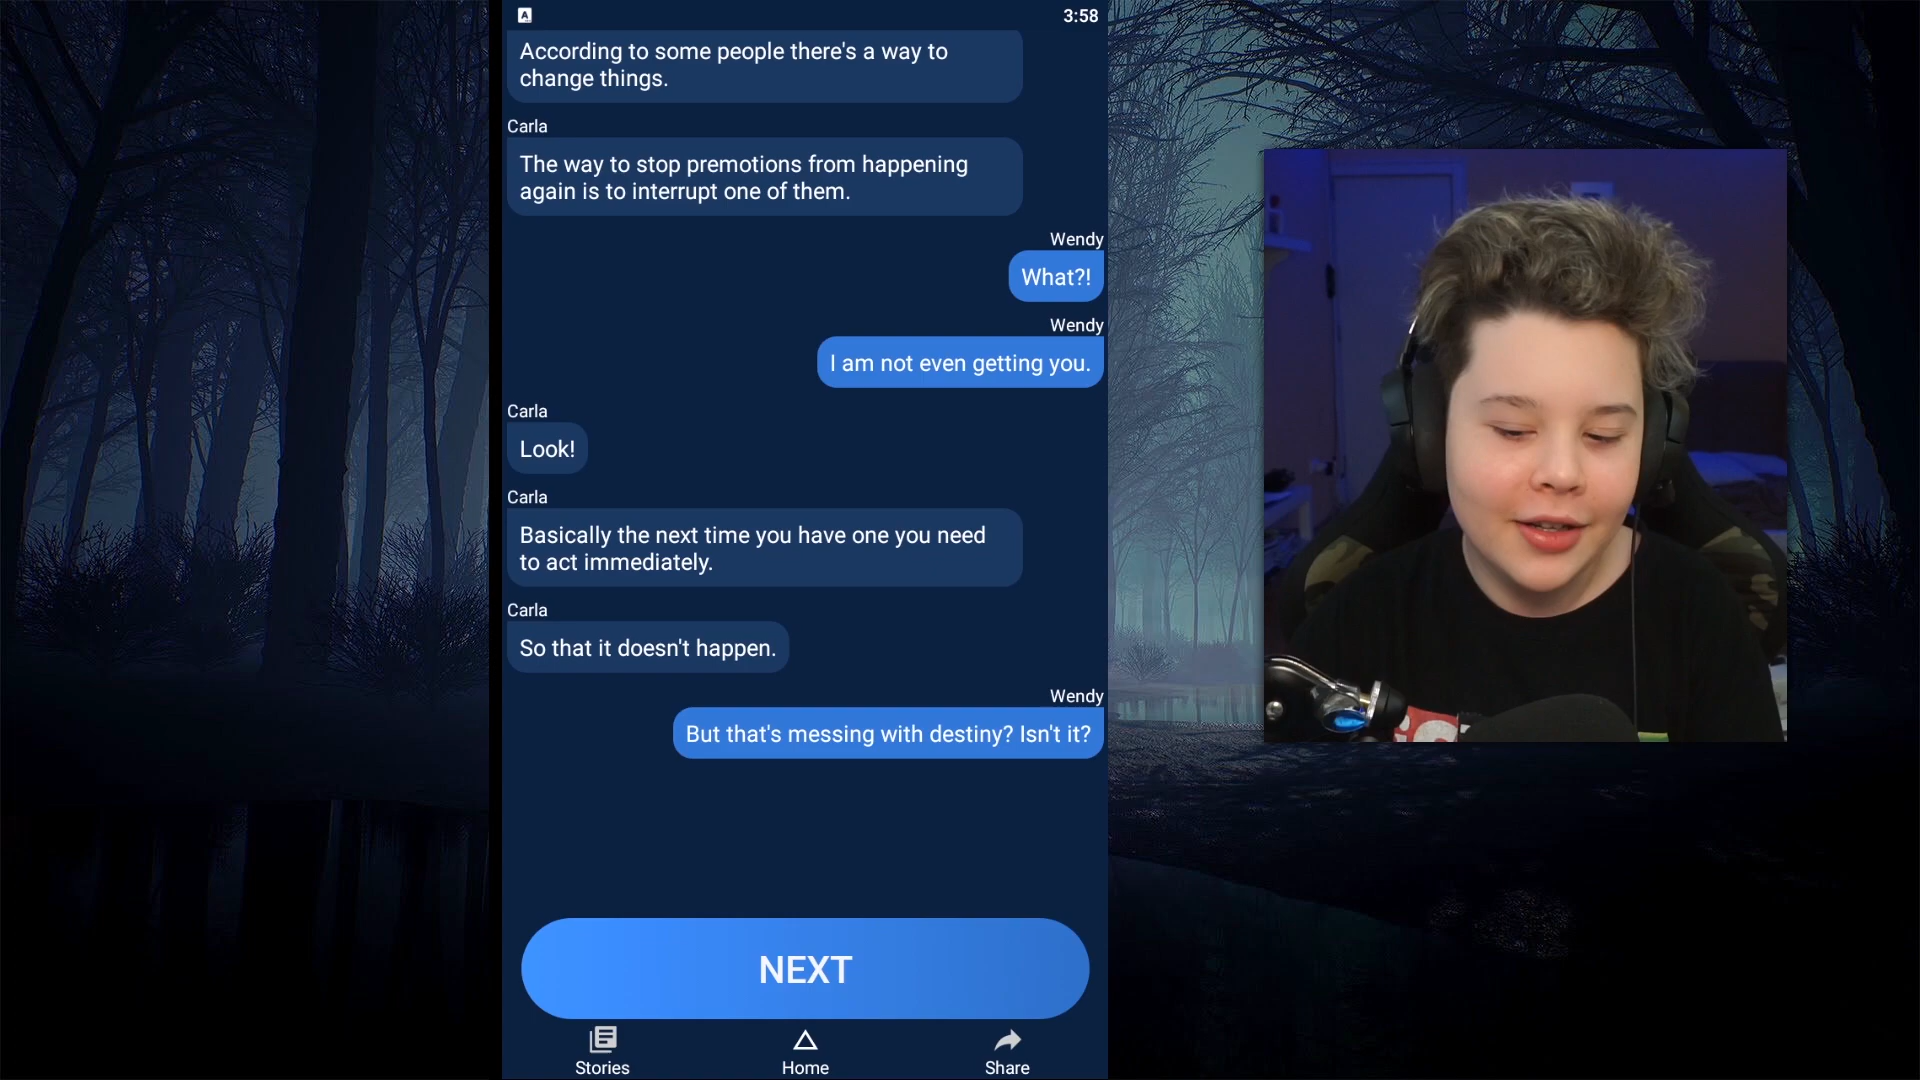 3:58
According to some people there's a way to
change things.
Carla
The way to stop premotions from happening
again is to interrupt one of them.
Wendy
What?!
Wendy
I am not even getting you.
Carla
Look!
Carla
Basically the next time you have one you need
to act immediately.
Carla
So that it doesn't happen.
Wendy
But that's messing with destiny? Isn't it?
NEXT
Stories
Home
Share